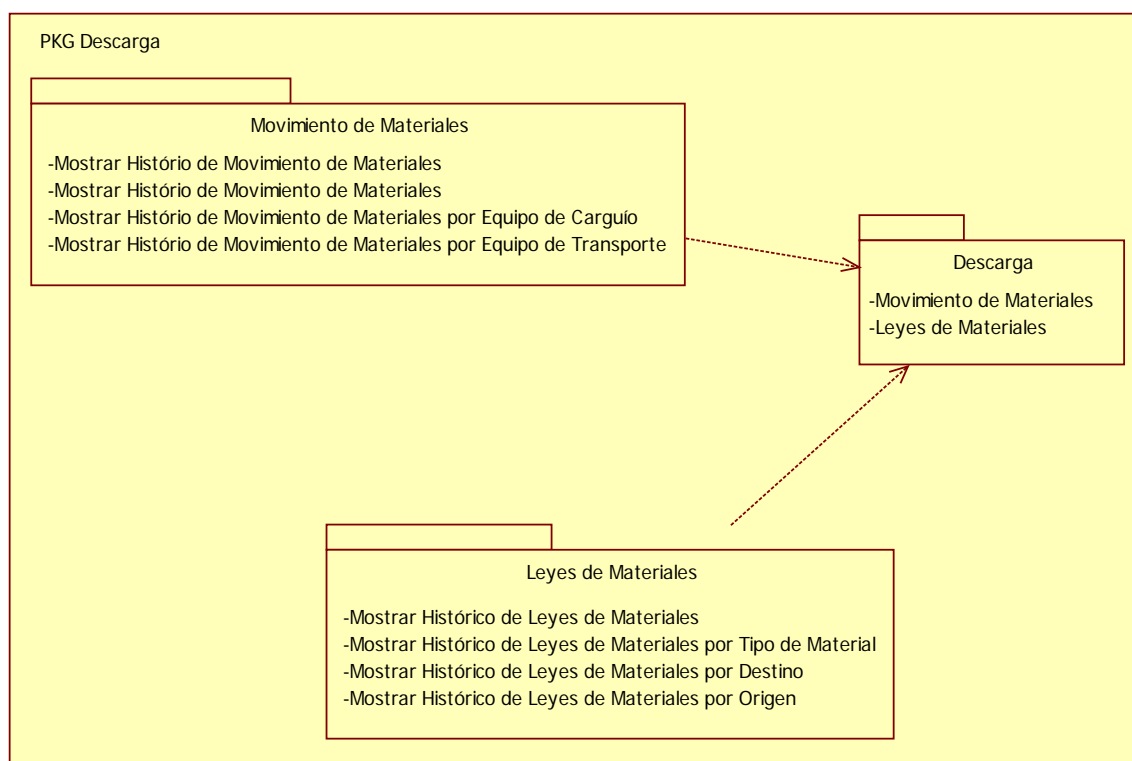 PKG Descarga
Movimiento de Materiales
-Mostrar Histório de Movimiento de Materiales
-Mostrar Histório de Movimiento de Materiales
-Mostrar Histório de Movimiento de Materiales por Equipo de Carguío
-Mostrar Histório de Movimiento de Materiales por Equipo de Transporte
Descarga
-Movimiento de Materiales
-Leyes de Materiales
Leyes de Materiales
-Mostrar Histórico de Leyes de Materiales
-Mostrar Histórico de Leyes de Materiales por Tipo de Material
-Mostrar Histórico de Leyes de Materiales por Destino
-Mostrar Histórico de Leyes de Materiales por Origen